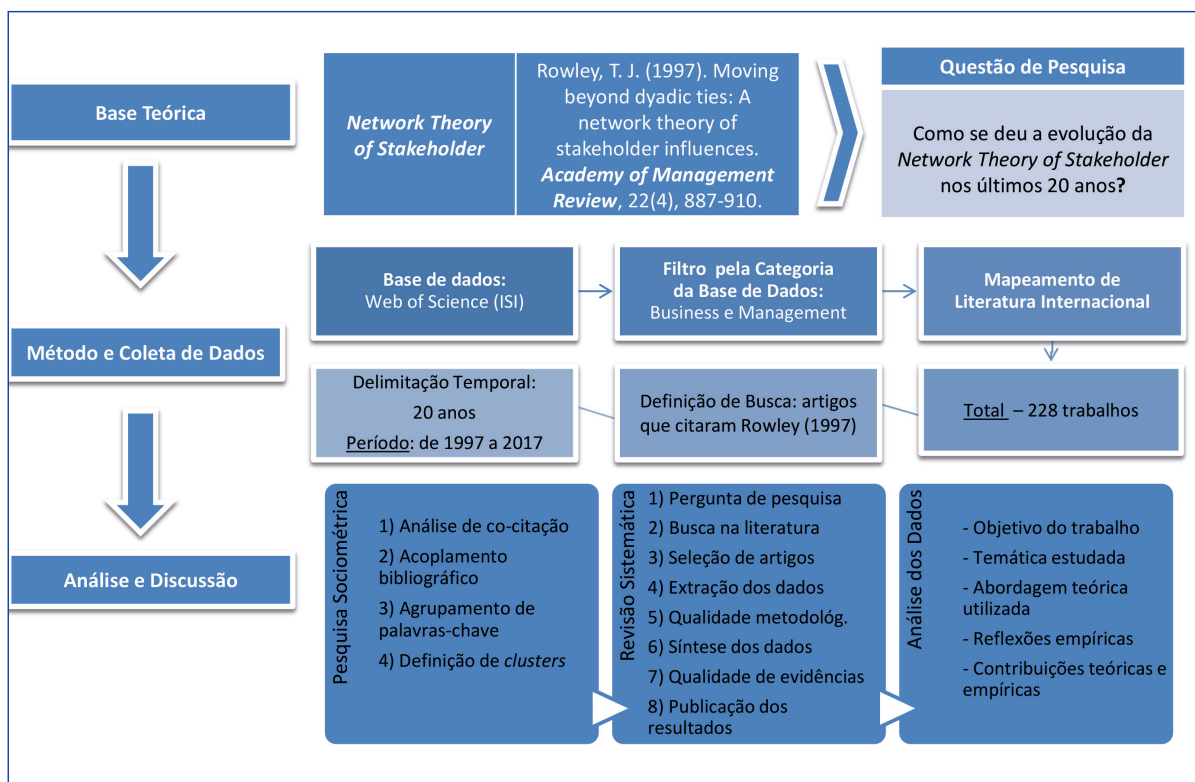 Base Teórica
Network Theory
of Stakeholder
Rowley, T. J. (1997). Moving
beyond dyadic ties: A
network theory of
stakeholder influences.
Academy of Management
Review, 22(4), 887-910.
Questão de Pesquisa
Como se deu a evolução da
Network Theory of Stakeholder
nos últimos 20 anos?
Método e Coleta de Dados
Base de dados:
Web of Science (ISI)
Filtro pela Categoria
da Base de Dados:
Business e Management
Mapeamento de
Literatura Internacional
Delimitação Temporal:
20 anos
Período: de 1997 a 2017
Definição de Busca: artigos
que citaram Rowley (1997)
Total – 228 trabalhos
Análise e Discussão
Pesquisa Sociométrica
1) Análise de co-citação
2) Acoplamento
bibliográfico
3) Agrupamento de
palavras-chave
4) Definição de clusters
Revisão Sistemática
1) Pergunta de pesquisa
2) Busca na literatura
3) Seleção de artigos
4) Extração dos dados
5) Qualidade metodológ.
6) Síntese dos dados
7) Qualidade de evidências
8) Publicação dos
resultados
Análise dos Dados
- Objetivo do trabalho
- Temática estudada
- Abordagem teórica
utilizada
- Reflexões empíricas
- Contribuições teóricas e
empíricas